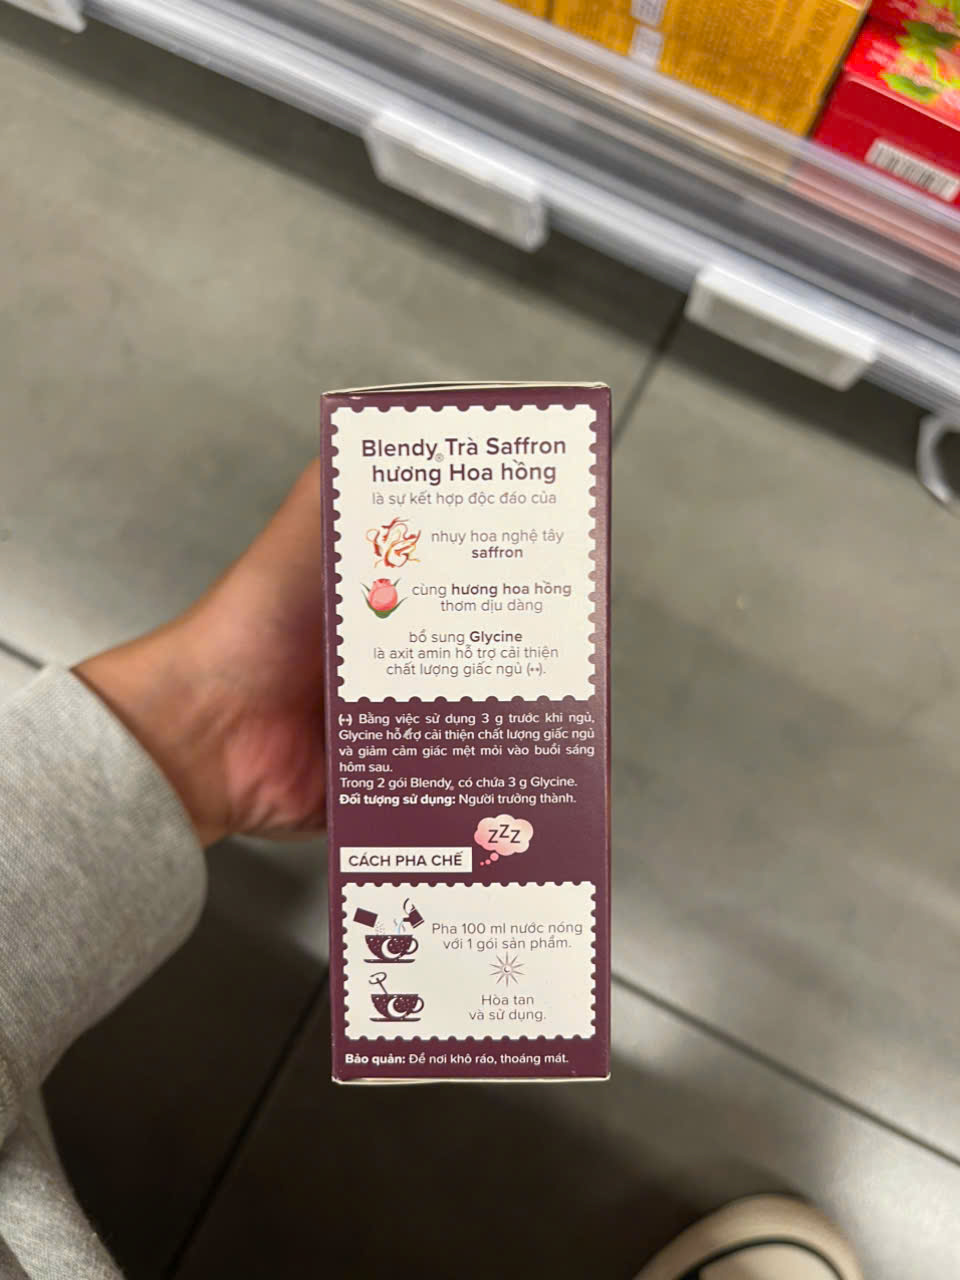 Blendy® Trà Saffron
hương Hoa hồng
là sự kết hợp độc đáo của
nhụy hoa nghệ tây
saffron
cùng hương hoa hồng
thơm dịu dàng
bổ sung Glycine
là axit amin hỗ trợ cải thiện
chất lượng giấc ngủ (**).
(**) Bằng việc sử dụng 3 g trước khi ngủ,
Glycine hỗ trợ cải thiện chất lượng giấc ngủ
và giảm cảm giác mệt mỏi vào buổi sáng
hôm sau.
Trong 2 gói Blendy® có chứa 3 g Glycine.
Đối tượng sử dụng: Người trưởng thành.
zzz
CÁCH PHA CHẾ
Pha 100 ml nước nóng
với 1 gói sản phẩm.
Hòa tan
và sử dụng.
Bảo quản: Để nơi khô ráo, thoáng mát.